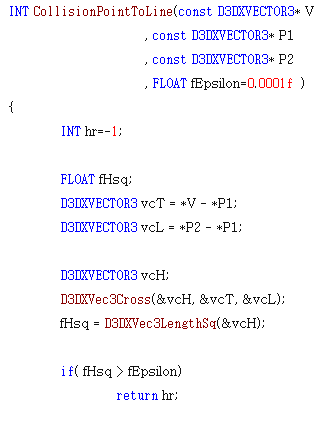 INT CollisionPointToLine(const D3DXVECTOR3* V
, const D3DXVECTOR3* P1
, const D3DXVECTOR3* P2
, FLOAT fEpsilon=0.0001f )
{
INT hr=-1;
FLOAT fHsq;
D3DXVECTOR3 vcT = *V - *P1;
D3DXVECTOR3 vcL = *P2 - *P1;
D3DXVECTOR3 vcH;
D3DXVec3Cross(&vcH, &vcT, &vcL);
fHsq = D3DXVec3LengthSq(&vcH);
if( fHsq > fEpsilon)
return hr;